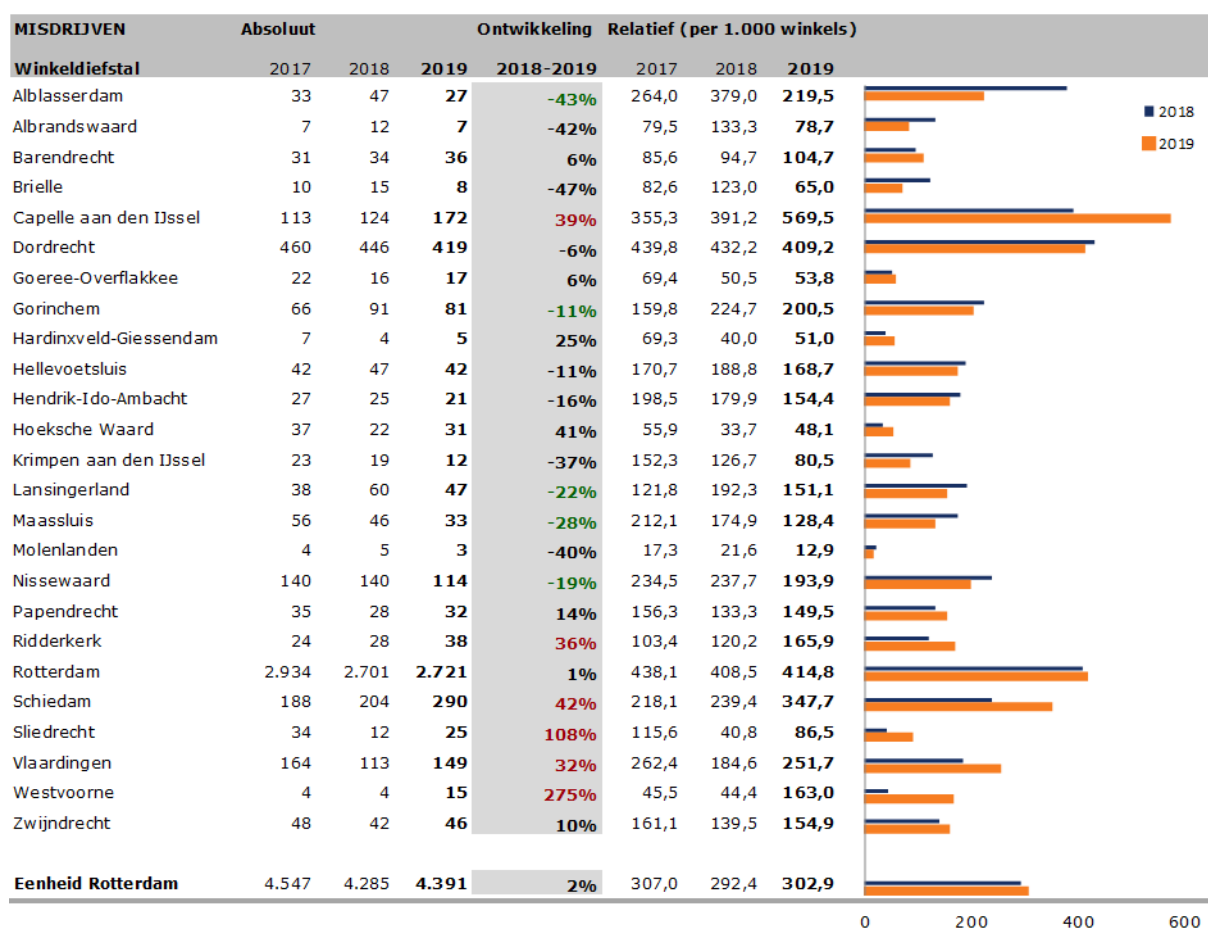 MISDRIJVEN Absoluut Ontwikkeling Relatief (per 1.000 winkels)
Winkeldiefstal 2017 2018 2019 2018-2019 2017 2018 2019
Alblasserdam 33 47 27 -43% 264,0 379,0 219,5
2018
Albrandswaard 7 12 7 -42% 79,5 133,3 78,7
2019
Barendrecht 31 34 36 6% 85,6 94,7 104,7
Brielle 10 15 8 -47% 82,6 123,0 65,0
Capelle aan den IJssel 113 124 172 39% 355,3 391,2 569,5
Dordrecht 460 446 419 -6% 439,8 432,2 409,2
Goeree-Overflakkee 22 16 17 6% 69,4 50,5 53,8
Gorinchem 66 91 81 -11% 159,8 224,7 200,5
Hardinxveld-Giessendam 7 4 5 25% 69,3 40,0 51,0
Hellevoetsluis 42 47 42 -11% 170,7 188,8 168,7
Hendrik-Ido-Ambacht 27 25 21 -16% 198,5 179,9 154,4
Hoeksche Waard 37 22 31 41% 55,9 33,7 48,1
Krimpen aan den IJssel 23 19 12 -37% 152,3 126,7 80,5
Lansingerland 38 60 47 -22% 121,8 192,3 151,1
Maassluis 56 46 33 -28% 212,1 174,9 128,4
Molenlanden 4 5 3 -40% 17,3 21,6 12,9
Nissewaard 140 140 114 -19% 234,5 237,7 193,9
Papendrecht 35 28 32 14% 156,3 133,3 149,5
Ridderkerk 24 28 38 36% 103,4 120,2 165,9
Rotterdam 2.934 2.701 2.721 1% 438,1 408,5 414,8
Schiedam 188 204 290 42% 218,1 239,4 347,7
Sliedrecht 34 12 25 108% 115,6 40,8 86,5
Vlaardingen 164 113 149 32% 262,4 184,6 251,7
Westvoorne 4 4 15 275% 45,5 44,4 163,0
Zwijndrecht 48 42 46 10% 161,1 139,5 154,9
Eenheid Rotterdam 4.547 4.285 4.391 2% 307,0 292,4 302,9
0 200 400 600